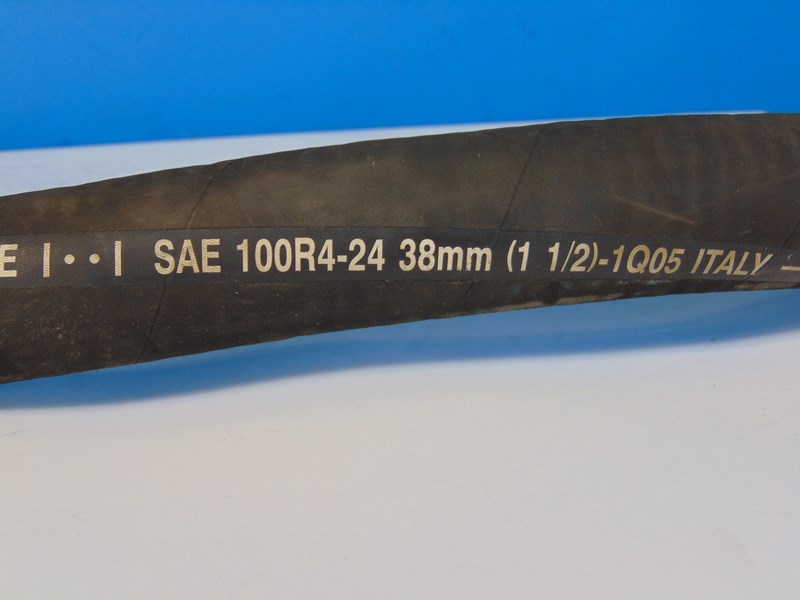 E |••| SAE 100R4-24 38mm (1 1/2)-1Q05 ITALY —